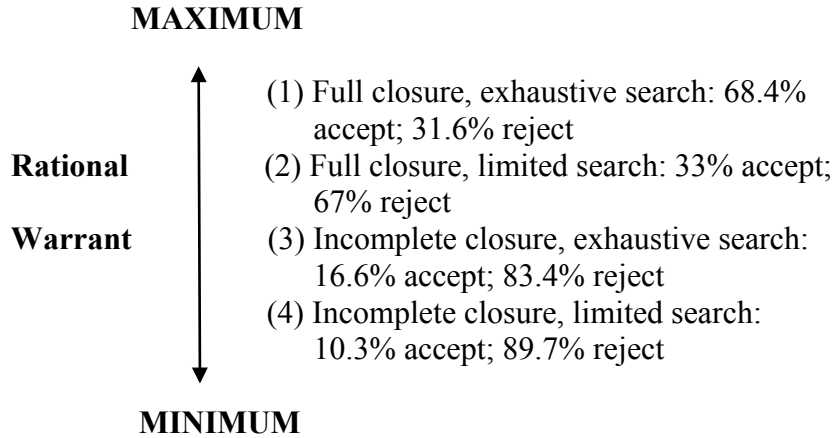 MAXIMUM
(1) Full closure, exhaustive search: 68.4%
accept; 31.6% reject
Rational (2) Full closure, limited search: 33% accept;
67% reject
Warrant (3) Incomplete closure, exhaustive search:
16.6% accept; 83.4% reject
(4) Incomplete closure, limited search:
10.3% accept; 89.7% reject
MINIMUM